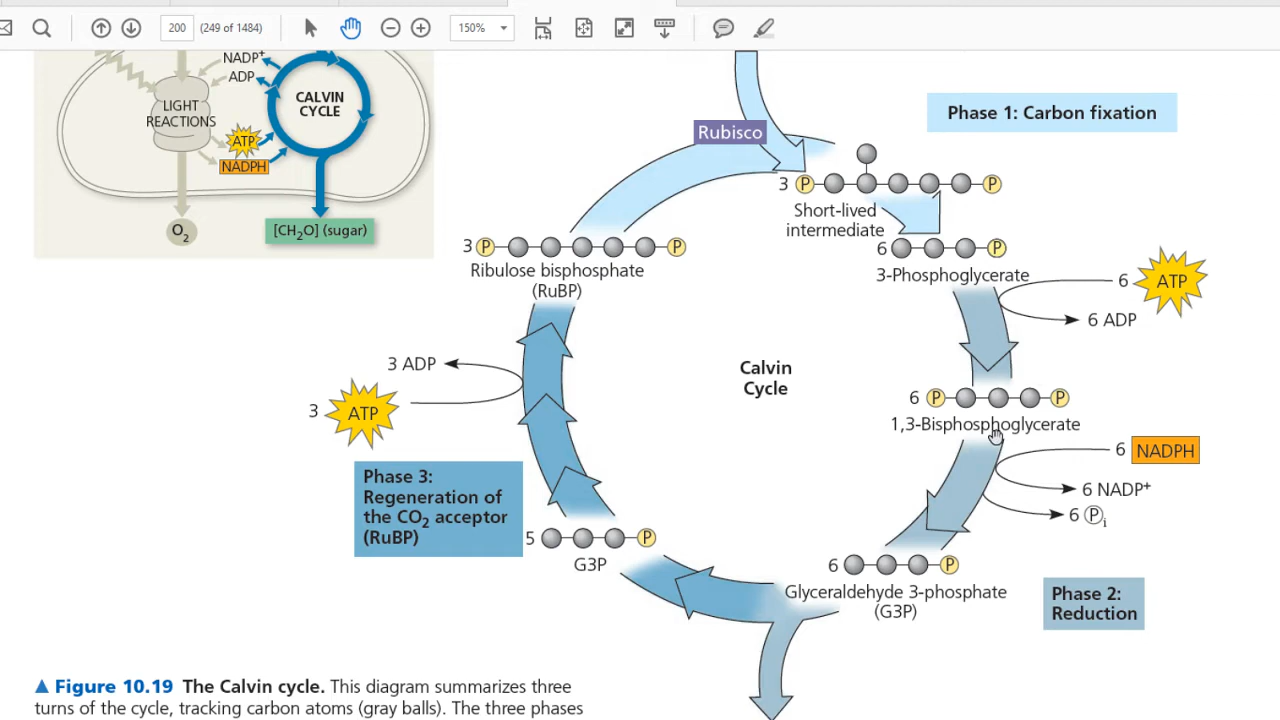 200
(249 of 1484)
150%
NADP+
ADP
LIGHT
REACTIONS
CALVIN
CYCLE
ATP
NADPH
O2
[CH2O] (sugar)
Phase 1: Carbon fixation
Rubisco
3 P P
Short-lived
intermediate
3 P P
Ribulose bisphosphate
(RuBP)
6 P
3-Phosphoglycerate
6 ATP
6 ADP
3 ADP
3 ATP
Calvin
Cycle
6 P P
1,3-Bisphosphoglycerate
6 NADPH
6 NADP+
6 Pi
Phase 3:
Regeneration of
the CO2 acceptor
(RuBP)
5 P
G3P
6 P
Glyceraldehyde 3-phosphate
(G3P)
Phase 2:
Reduction
▲ Figure 10.19 The Calvin cycle. This diagram summarizes three
turns of the cycle, tracking carbon atoms (gray balls). The three phases